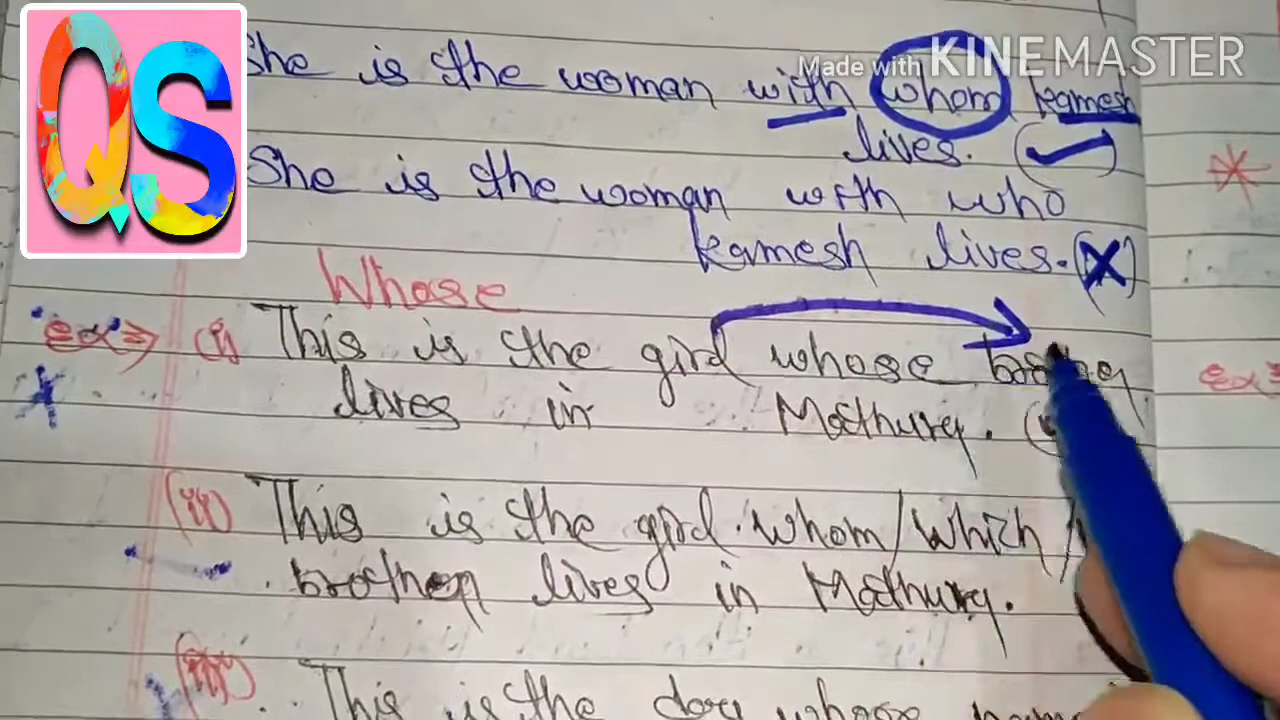 QS
Made with KINEMASTER
She is the woman with whom kamesh
lives. (✓)
She is the woman with who
kamesh lives. (X)
Whose
ex⇒ (i) This is the girl whose
lives in Mathura.
(ii) This is the girl whom/which/
brother lives in Mathura.
(iii) This is the dog whose